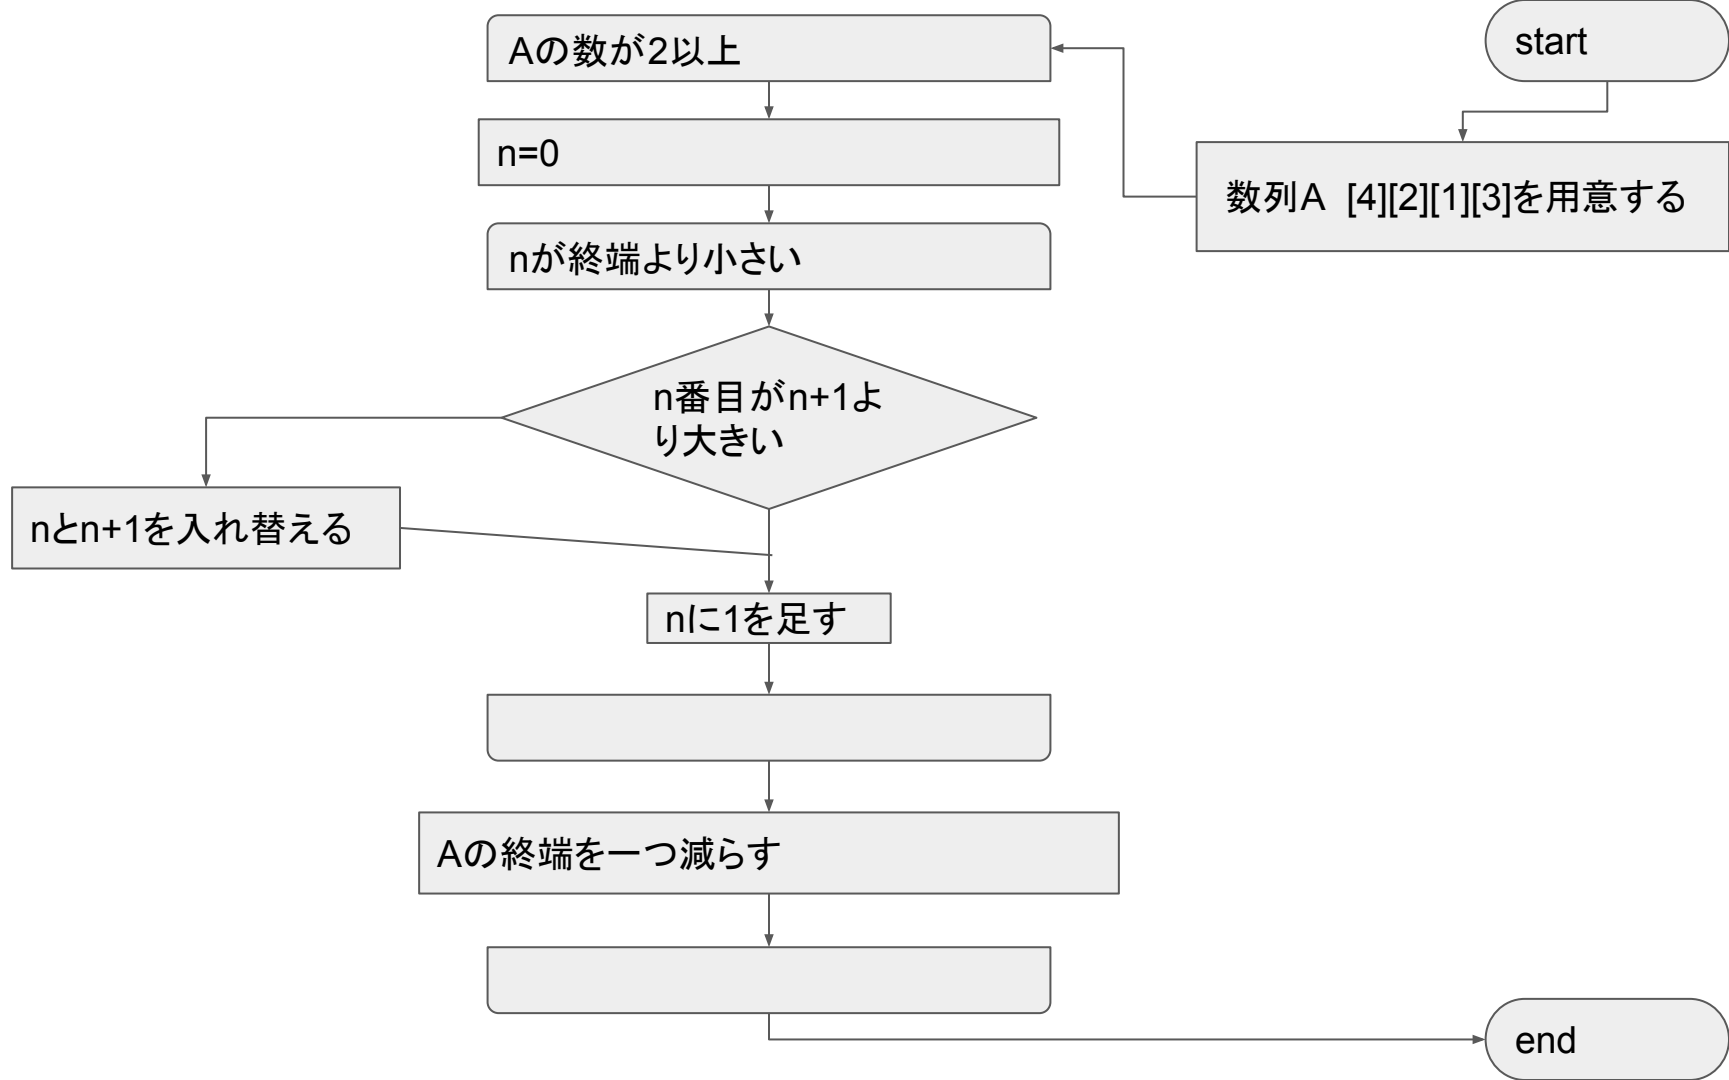 start
数列A [4][2][1][3]を用意する
Aの数が2以上
n=0
nが終端より小さい
n番目がn+1よ
り大きい
nとn+1を入れ替える
nに1を足す
Aの終端を一つ減らす
end